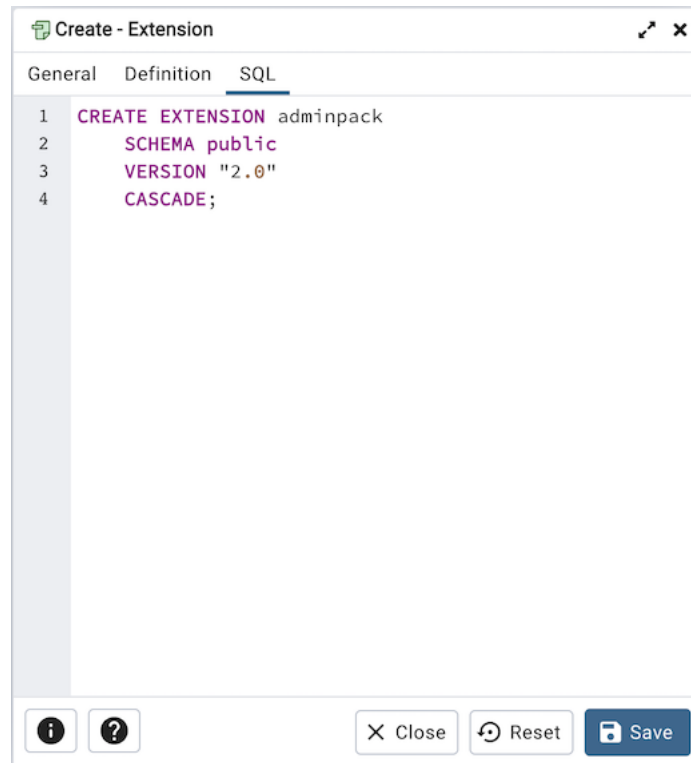 Create - Extension
General Definition SQL
1 CREATE EXTENSION adminpack
2 SCHEMA public
3 VERSION "2.0"
4 CASCADE;
Close Reset Save